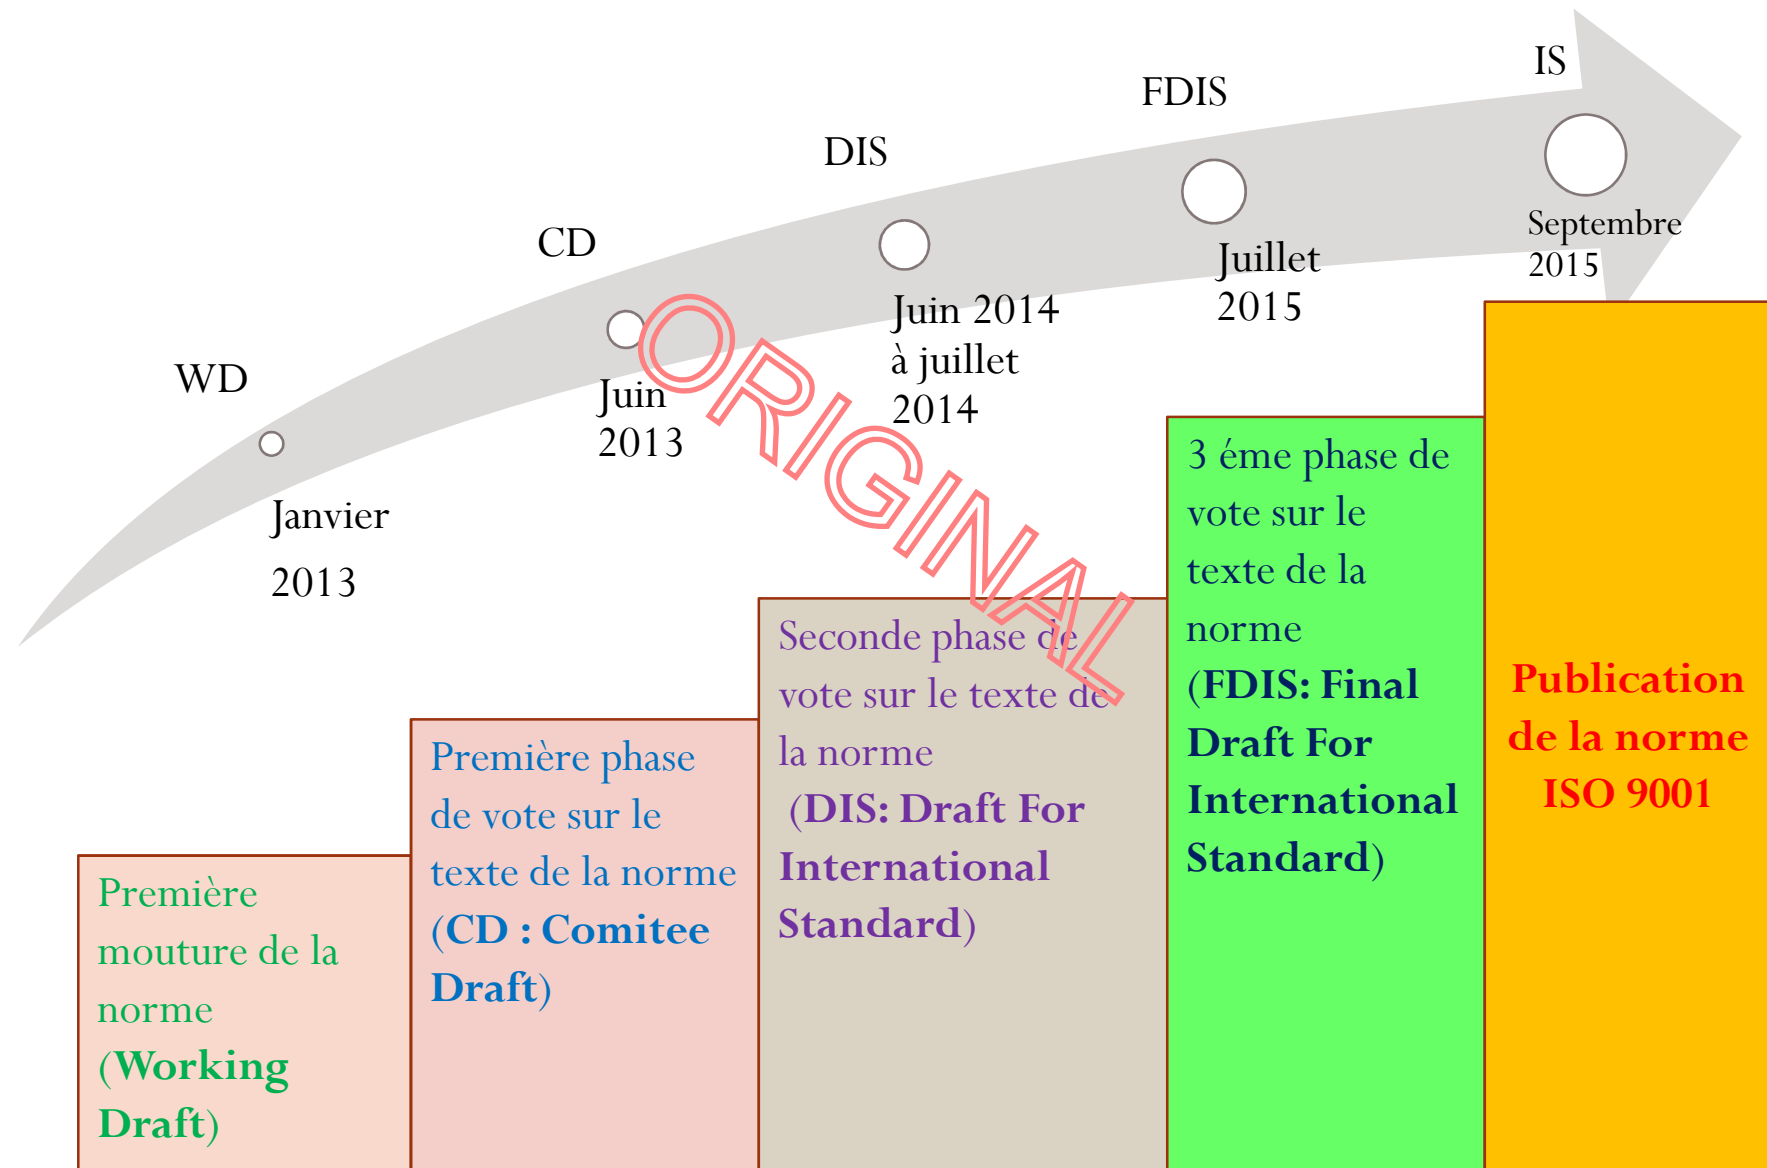 WD
Janvier
2013
CD
Juin
2013
DIS
Juin 2014
à juillet
2014
FDIS
Juillet
2015
IS
Septembre
2015
ORIGINAL
Première
mouture de la
norme
(Working
Draft)
Première phase
de vote sur le
texte de la norme
(CD : Comitee
Draft)
Seconde phase de
vote sur le texte de
la norme
(DIS: Draft For
International
Standard)
3 éme phase de
vote sur le
texte de la
norme
(FDIS: Final
Draft For
International
Standard)
Publication
de la norme
ISO 9001